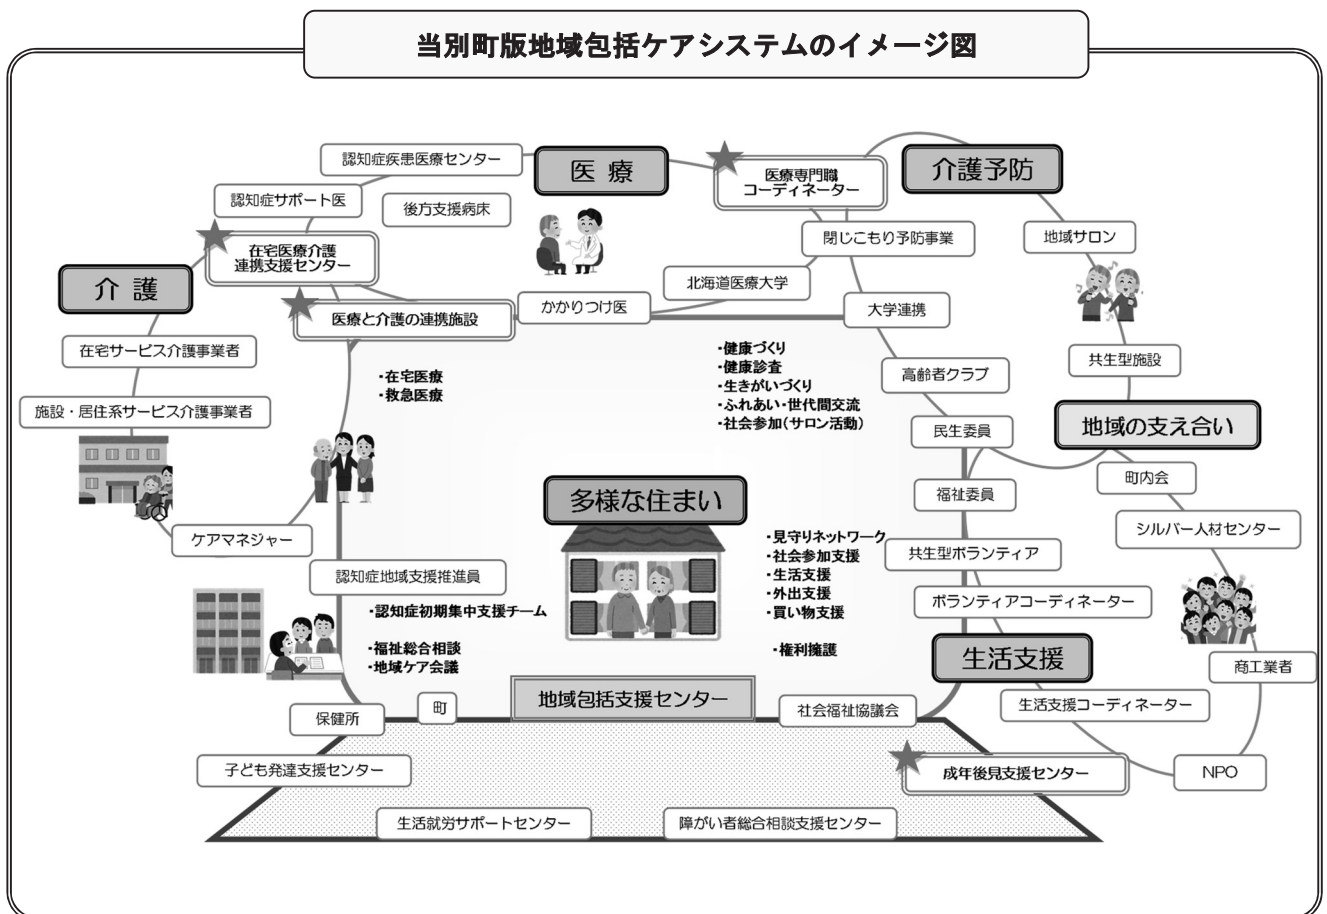 当別町版地域包括ケアシステムのイメージ図
認知症疾患医療センター
医療
医療専門職
コーディネーター
介護予防
認知症サポート医
後方支援病床
在宅医療介護
連携支援センター
閉じこもり予防事業
地域サロン
介護
北海道医療大学
かかりつけ医
医療と介護の連携施設
大学連携
在宅サービス介護事業者
・在宅医療
・救急医療
・健康づくり
・健康診査
・生きがいづくり
・ふれあい・世代間交流
・社会参加(サロン活動)
高齢者クラブ
共生型施設
施設・居住系サービス介護事業者
民生委員
地域の支え合い
町内会
福祉委員
多様な住まい
シルバー人材センター
ケアマネジャー
・見守りネットワーク
・社会参加支援
・生活支援
・外出支援
・買い物支援
・権利擁護
共生型ボランティア
認知症地域支援推進員
・認知症初期集中支援チーム
・福祉総合相談
・地域ケア会議
ボランティアコーディネーター
生活支援
商工業者
保健所
町
地域包括支援センター
社会福祉協議会
生活支援コーディネーター
子ども発達支援センター
成年後見支援センター
NPO
生活就労サポートセンター
障がい者総合相談支援センター